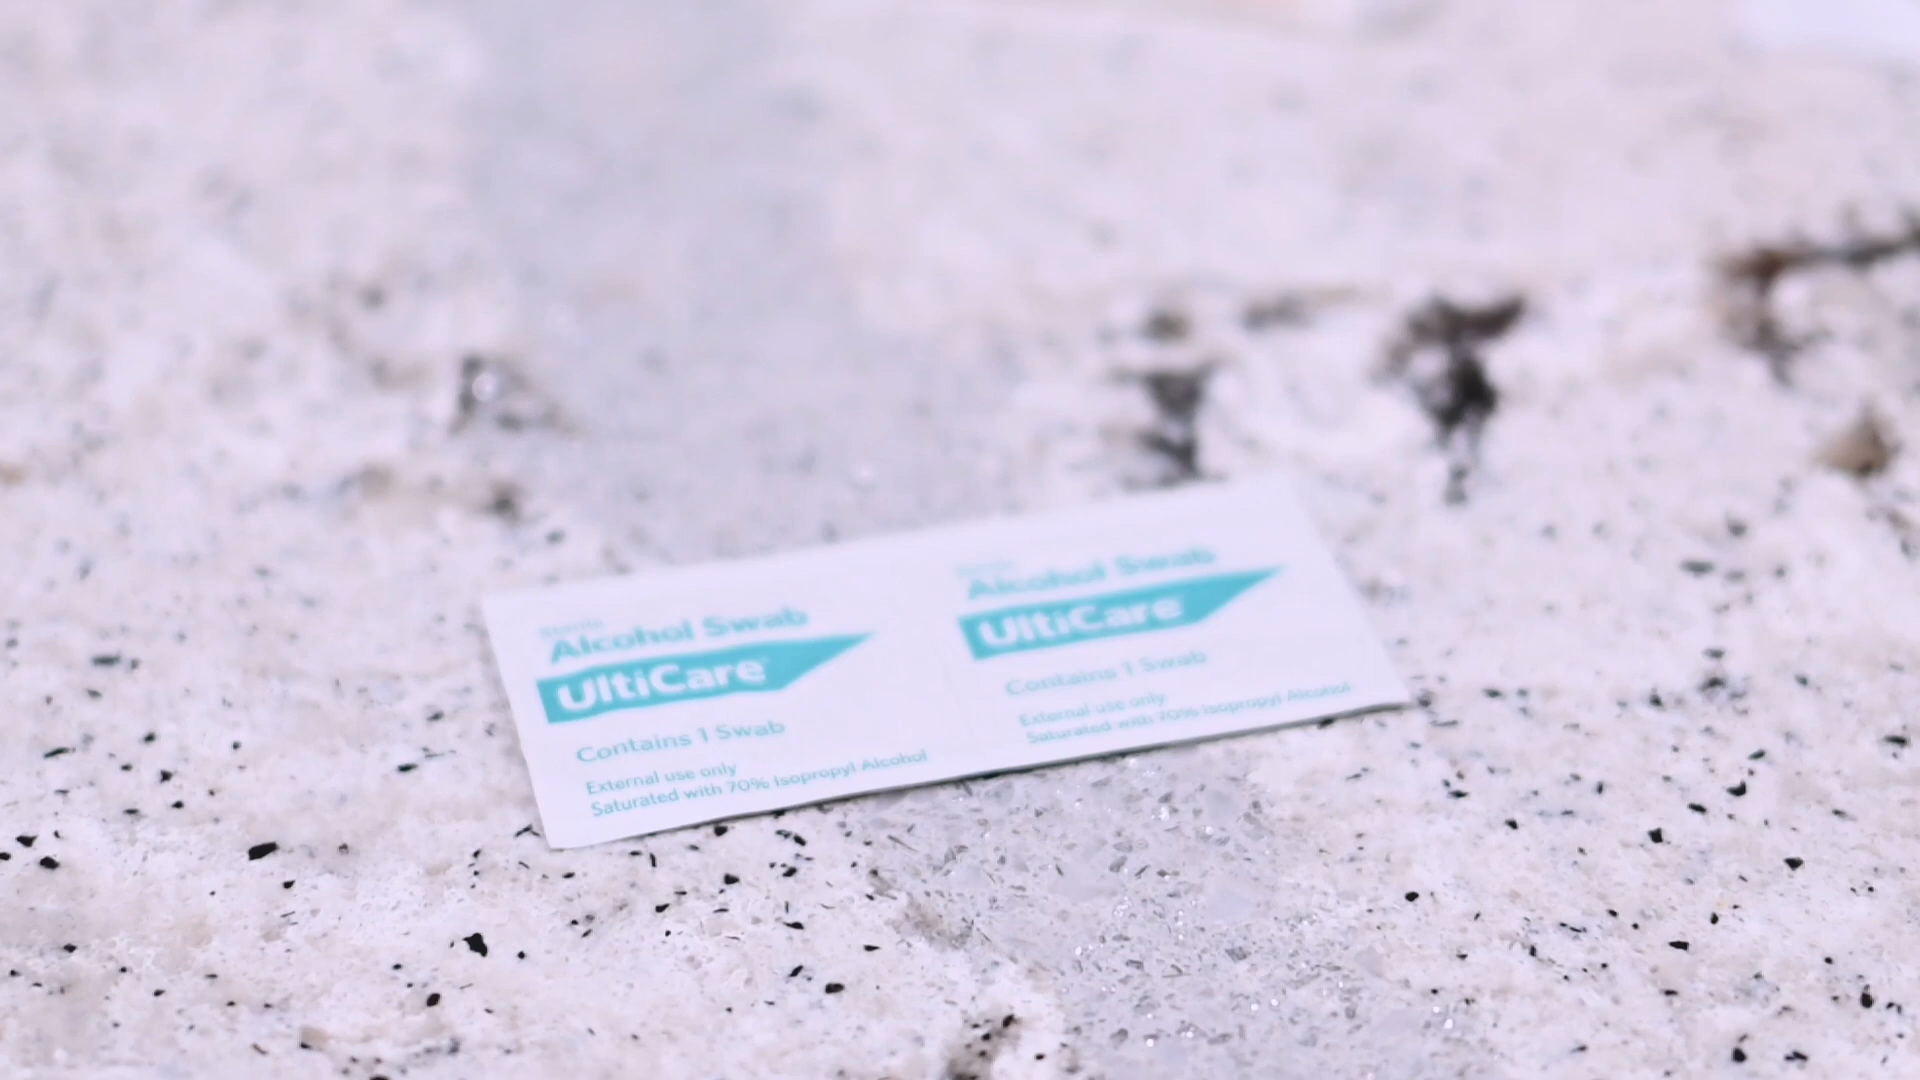 Sterile
Alcohol Swab
UltiCare
Contains 1 Swab
External use only
Saturated with 70% Isopropyl Alcohol
Alcohol Swab
UltiCare
Contains 1 Swab
External use only
Saturated with 70% Isopropyl Alcohol